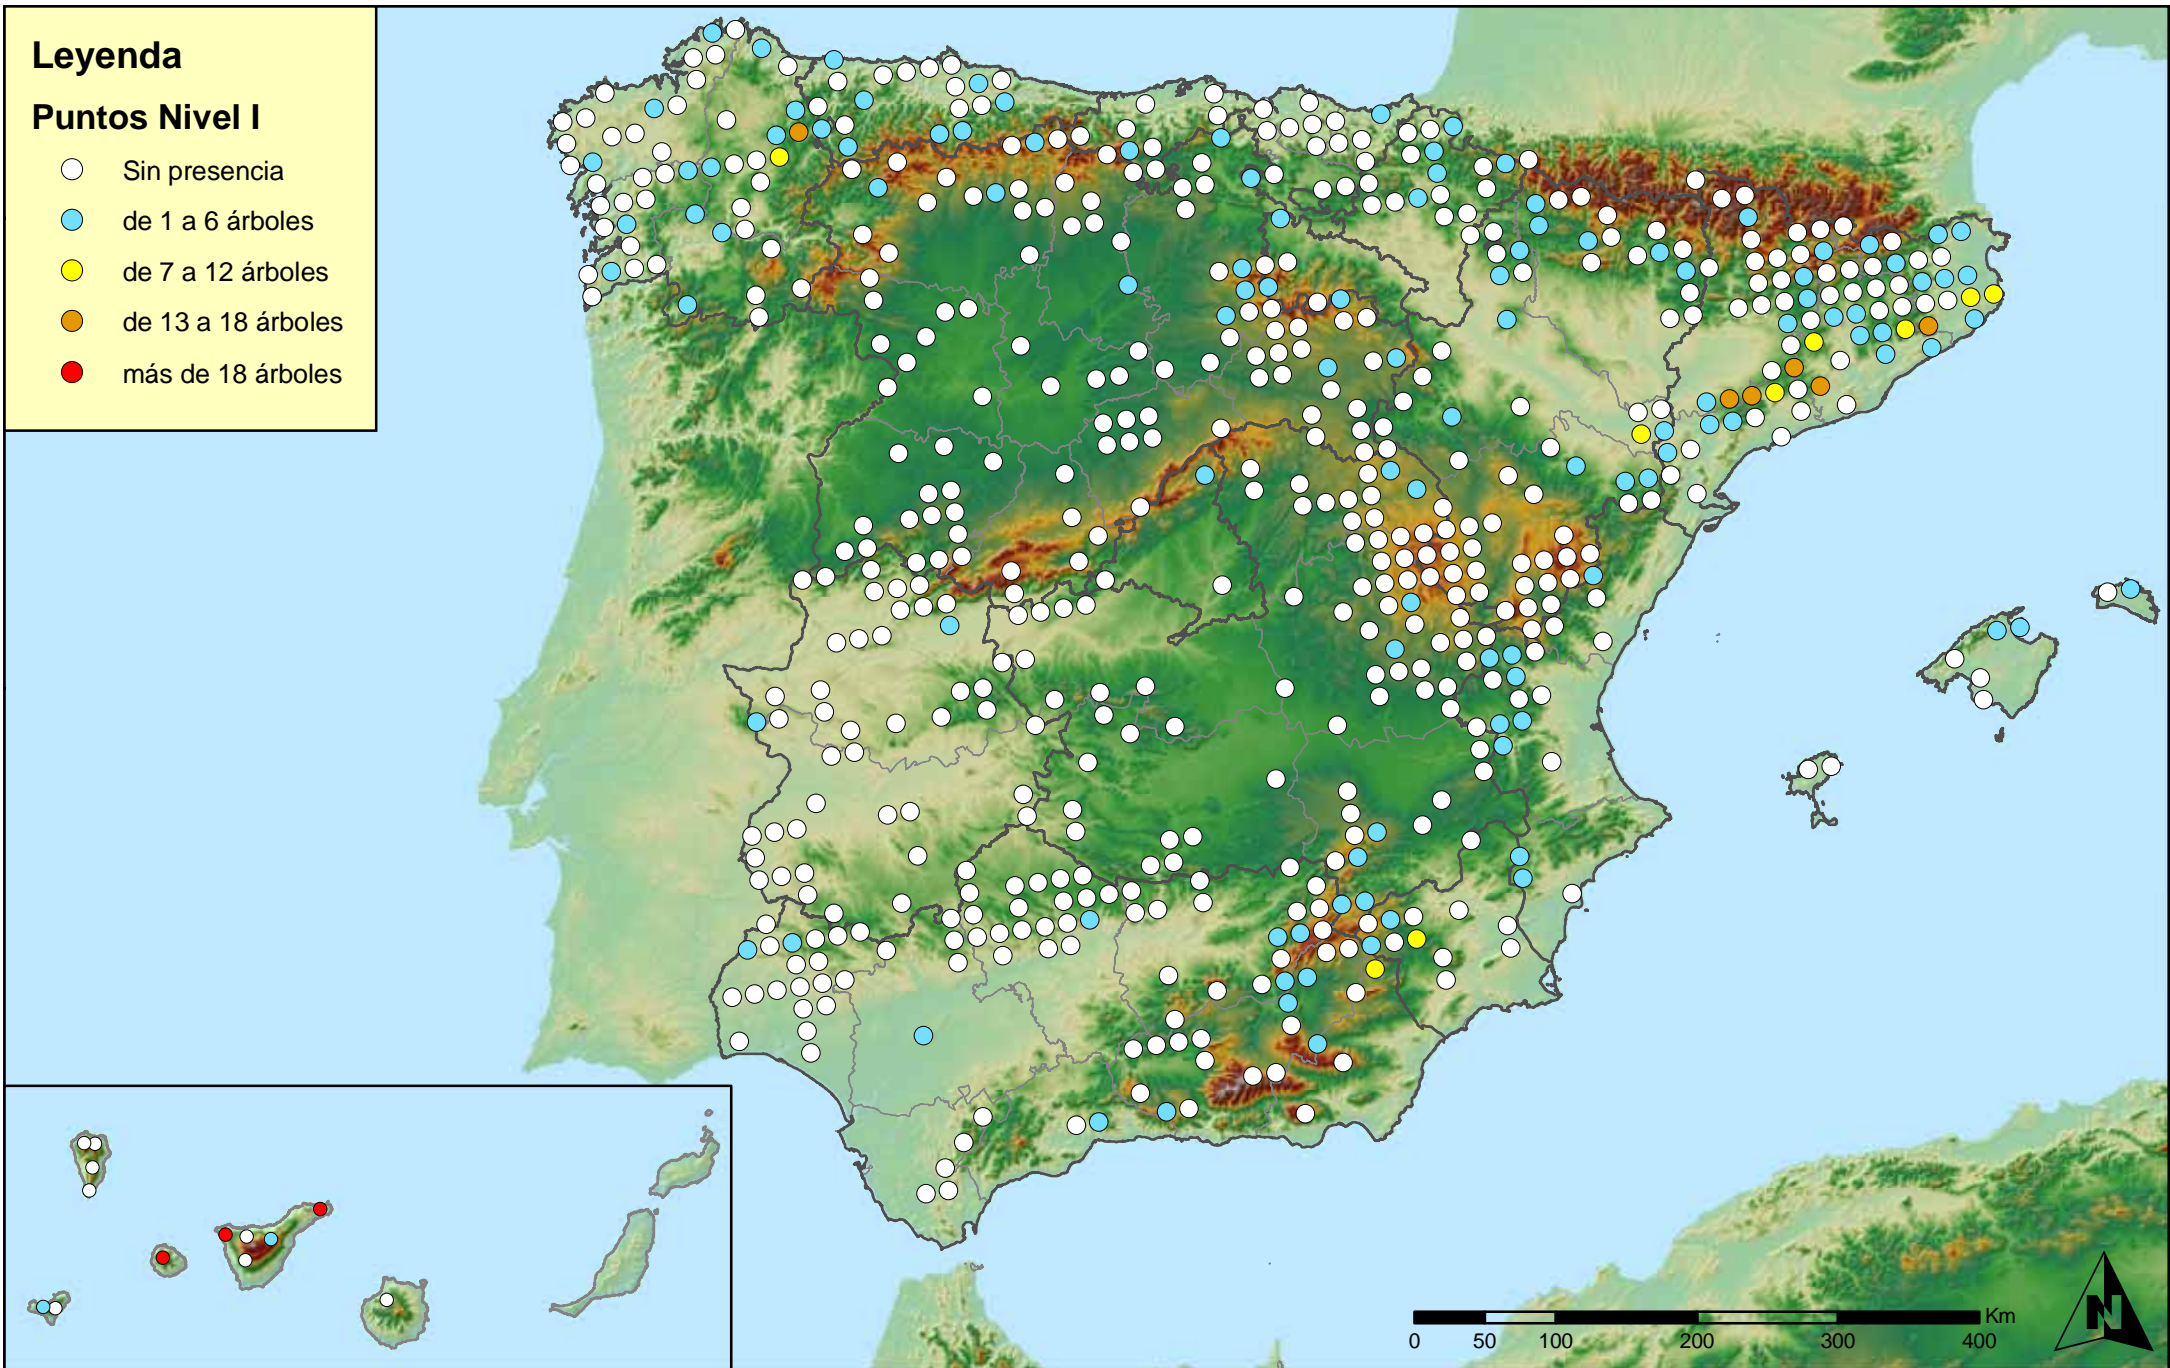 Leyenda
Puntos Nivel I
Sin presencia
de 1 a 6 árboles
de 7 a 12 árboles
de 13 a 18 árboles
más de 18 árboles
Km
0 50 100 200 300 400
N